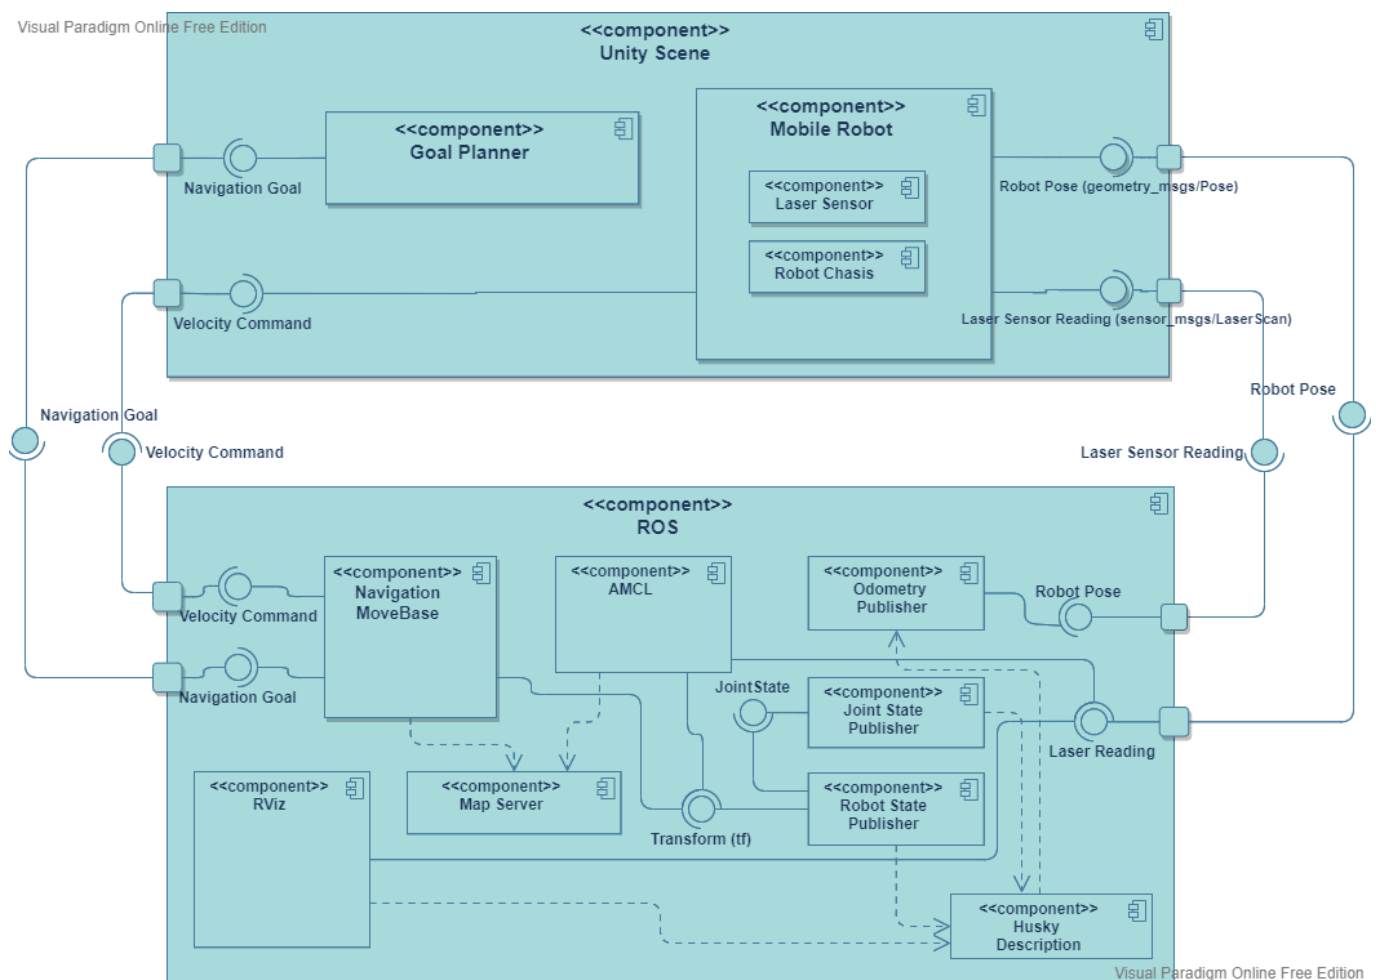 Visual Paradigm Online Free Edition
<<component>>
Unity Scene
<<component>>
Goal Planner
Navigation Goal
Velocity Command
<<component>>
Mobile Robot
<<component>>
Laser Sensor
<<component>>
Robot Chasis
Robot Pose (geometry_msgs/Pose)
Laser Sensor Reading (sensor_msgs/LaserScan)
Navigation Goal
Velocity Command
Robot Pose
Laser Sensor Reading
<<component>>
ROS
<<component>>
Navigation
MoveBase
Velocity Command
Navigation Goal
<<component>>
AMCL
<<component>>
Odometry
Publisher
Robot Pose
JointState
<<component>>
Joint State
Publisher
Laser Reading
<<component>>
RViz
<<component>>
Map Server
Transform (tf)
<<component>>
Robot State
Publisher
<<component>>
Husky
Description
Visual Paradigm Online Free Edition